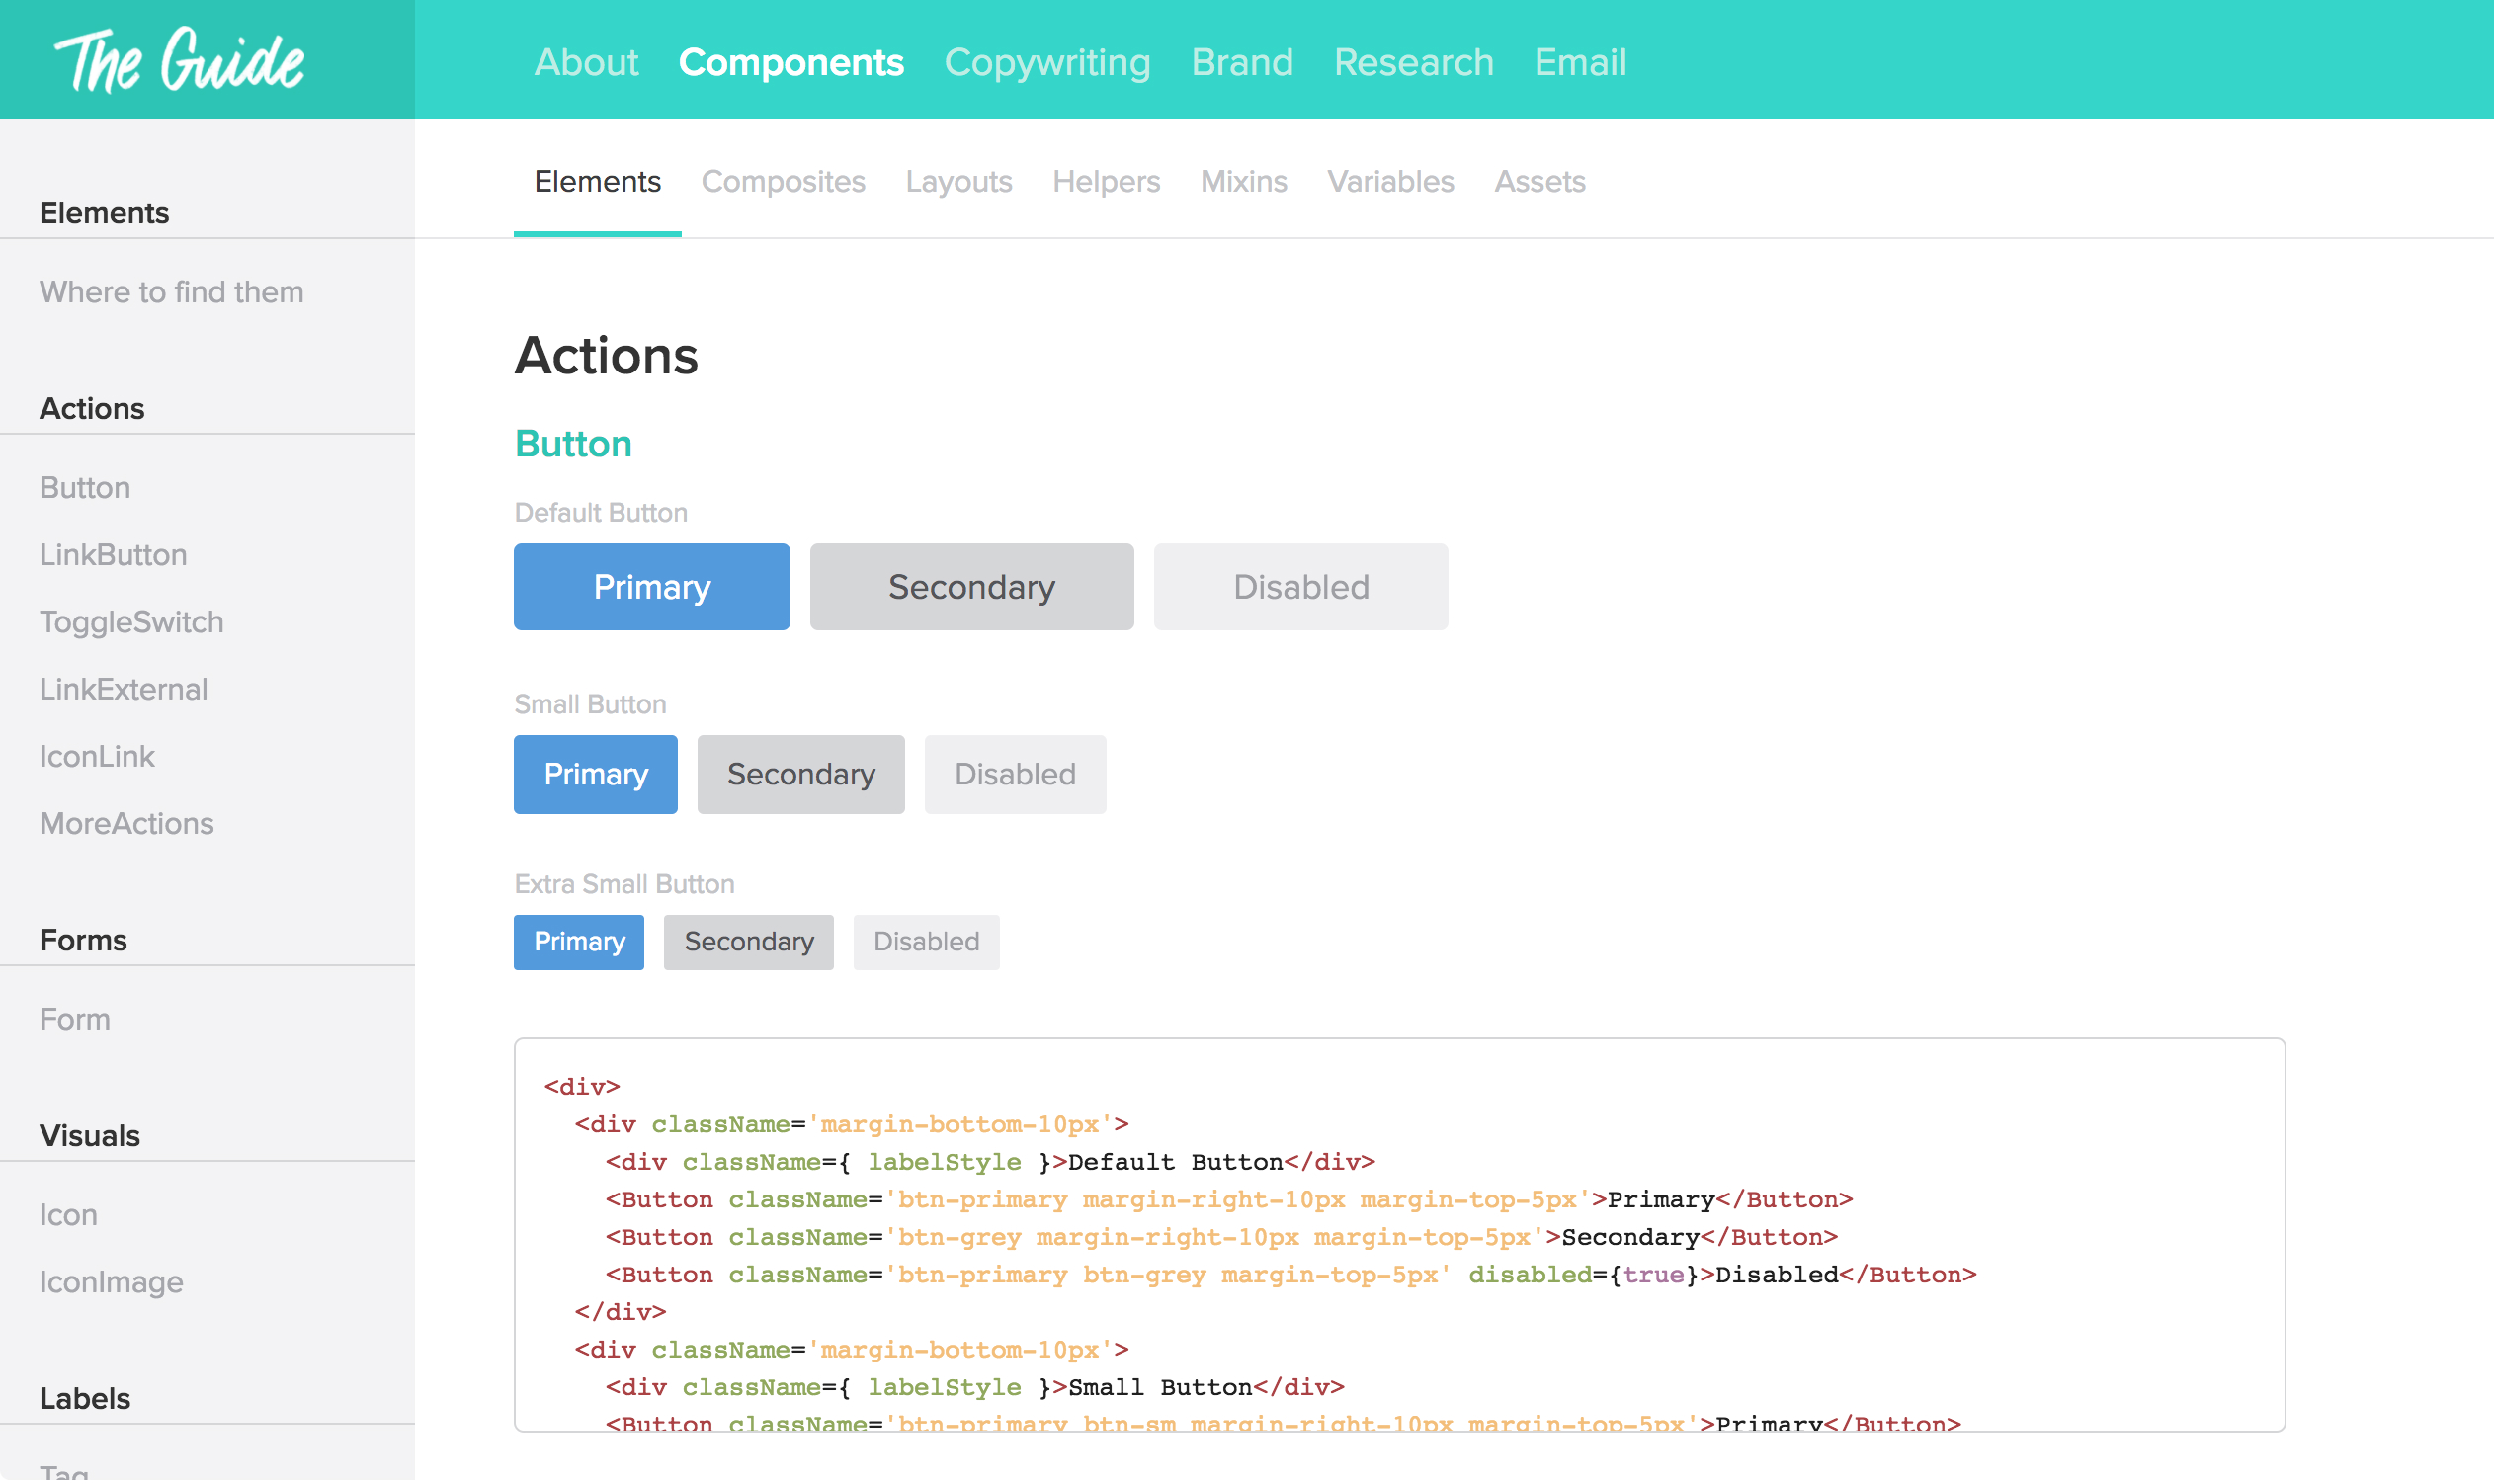 The Guide
About Components Copywriting Brand Research Email
Elements Composites Layouts Helpers Mixins Variables Assets
Elements
Where to find them
Actions
Button
LinkButton
ToggleSwitch
LinkExternal
IconLink
MoreActions
Forms
Form
Visuals
Icon
IconImage
Labels
Tag
Actions
Button
Default Button
Primary Secondary Disabled
Small Button
Primary Secondary Disabled
Extra Small Button
Primary Secondary Disabled
<div>
  <div className='margin-bottom-10px'>
    <div className={ labelStyle }>Default Button</div>
    <Button className='btn-primary margin-right-10px margin-top-5px'>Primary</Button>
    <Button className='btn-grey margin-right-10px margin-top-5px'>Secondary</Button>
    <Button className='btn-primary btn-grey margin-top-5px' disabled={true}>Disabled</Button>
  </div>
  <div className='margin-bottom-10px'>
    <div className={ labelStyle }>Small Button</div>
    <Button className='btn-primary btn-sm margin-right-10px margin-top-5px'>Primary</Button>